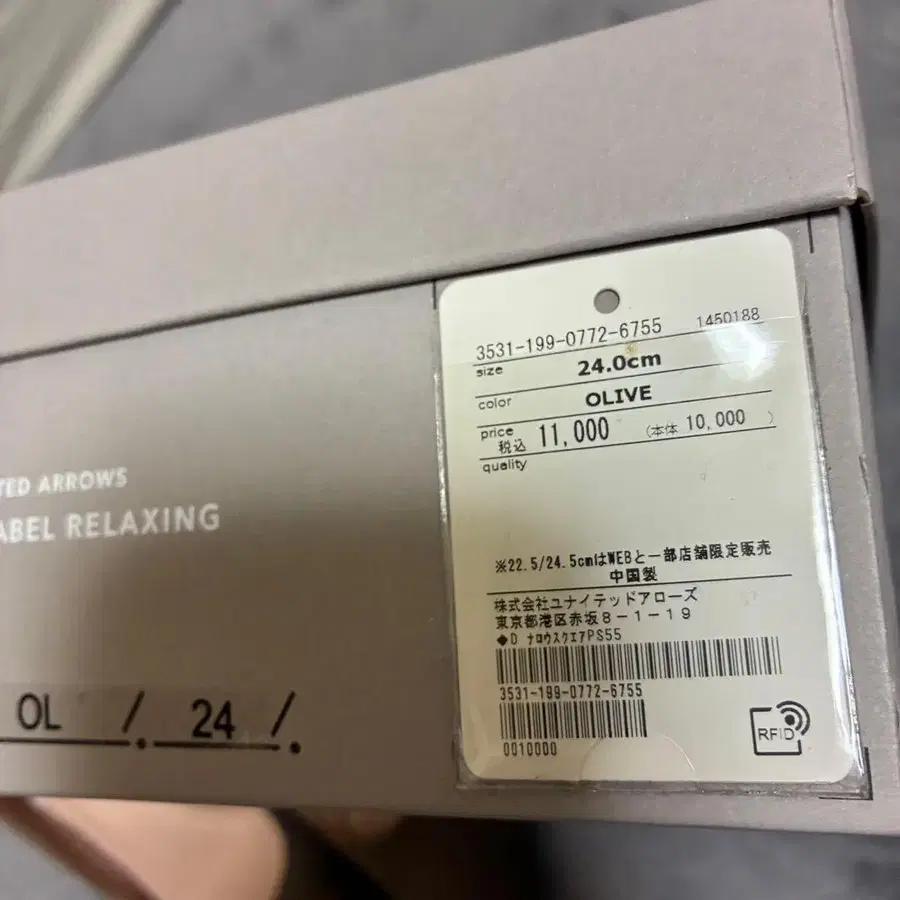 TED ARROWS
ABEL RELAXING
OL / . 24 / .
3531-199-0772-6755 1450188
size 24.0cm
color OLIVE
price 税込 11,000 (本体 10,000 )
quality
※22.5/24.5cmはWEBと一部店舗限定販売
中国製
株式会社ユナイテッドアローズ
東京都港区赤坂8-1-19
◆D ナロウスクエアPS55
3531-199-0772-6755
0010000
RFID